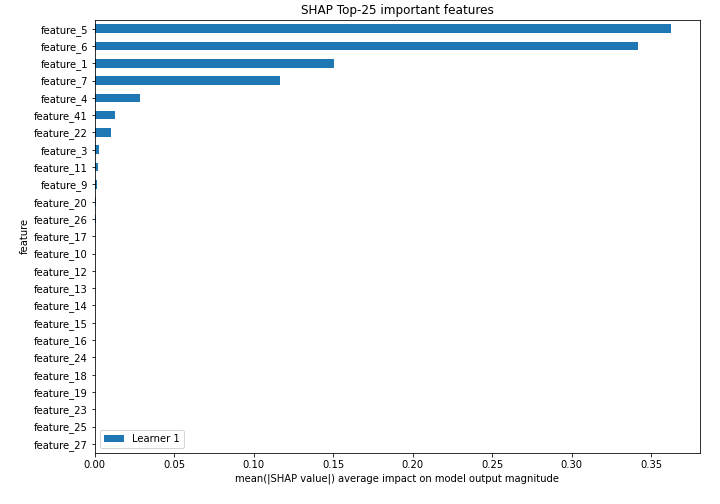 SHAP Top-25 important features
feature_5
feature_6
feature_1
feature_7
feature_4
feature_41
feature_22
feature_3
feature_11
feature_9
feature_20
feature_26
feature_17
feature_10
feature_12
feature_13
feature_14
feature_15
feature_16
feature_24
feature_18
feature_19
feature_23
feature_25
feature_27
feature
Learner 1
0.00 0.05 0.10 0.15 0.20 0.25 0.30 0.35
mean(|SHAP value|) average impact on model output magnitude